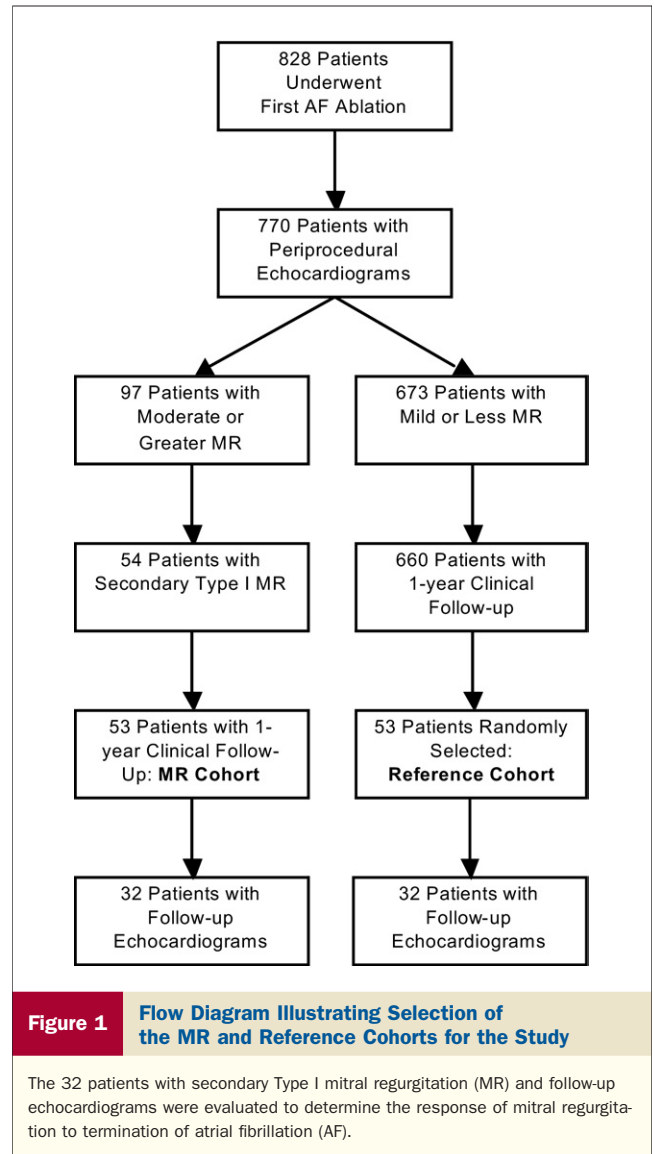 828 Patients
Underwent
First AF Ablation
770 Patients with
Periprocedural
Echocardiograms
97 Patients with
Moderate or
Greater MR
673 Patients with
Mild or Less MR
54 Patients with
Secondary Type I MR
660 Patients with
1-year Clinical
Follow-up
53 Patients with 1-
year Clinical Follow-
Up: MR Cohort
53 Patients Randomly
Selected:
Reference Cohort
32 Patients with
Follow-up
Echocardiograms
32 Patients with
Follow-up
Echocardiograms
Figure 1
Flow Diagram Illustrating Selection of
the MR and Reference Cohorts for the Study
The 32 patients with secondary Type I mitral regurgitation (MR) and follow-up
echocardiograms were evaluated to determine the response of mitral regurgita-
tion to termination of atrial fibrillation (AF).